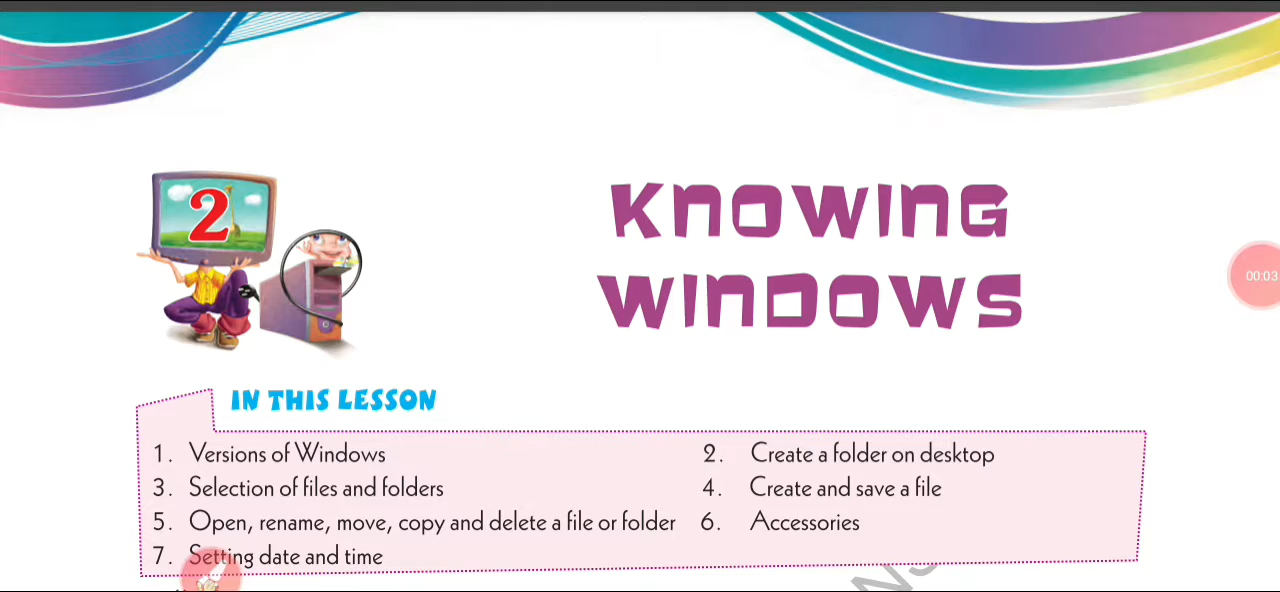 2
KNOWING
WINDOWS
00:03
IN THIS LESSON
1. Versions of Windows
2. Create a folder on desktop
3. Selection of files and folders
4. Create and save a file
5. Open, rename, move, copy and delete a file or folder
6. Accessories
7. Setting date and time